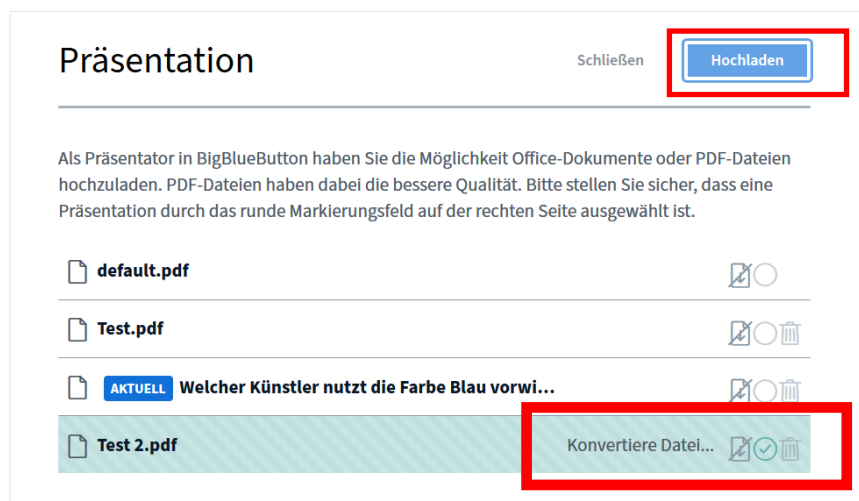 Präsentation
Schließen
Hochladen
Als Präsentator in BigBlueButton haben Sie die Möglichkeit Office-Dokumente oder PDF-Dateien
hochzuladen. PDF-Dateien haben dabei die bessere Qualität. Bitte stellen Sie sicher, dass eine
Präsentation durch das runde Markierungsfeld auf der rechten Seite ausgewählt ist.
default.pdf
Test.pdf
AKTUELL Welcher Künstler nutzt die Farbe Blau vorwi...
Test 2.pdf Konvertiere Datei...